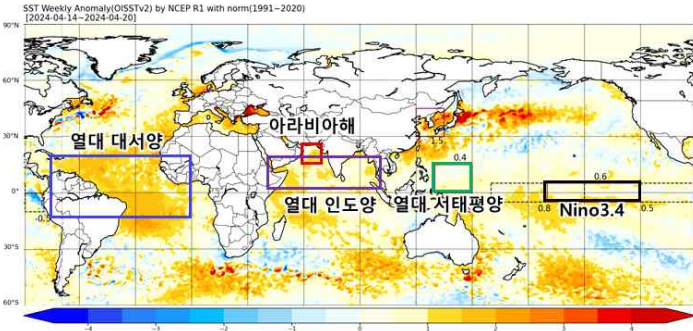 SST Weekly Anomaly(OISSTv2) by NCEP R1 with norm(1991~2020)
[2024-04-14~2024-04-20]
90°N
60°N
30°N
0°
30°S
60°S
열대 대서양
아라비아해
열대 인도양
열대 서태평양
Nino3.4
1.5
0.4
0.6
0.8
0.5
-4 -3 -2 -1 0 1 2 3 4